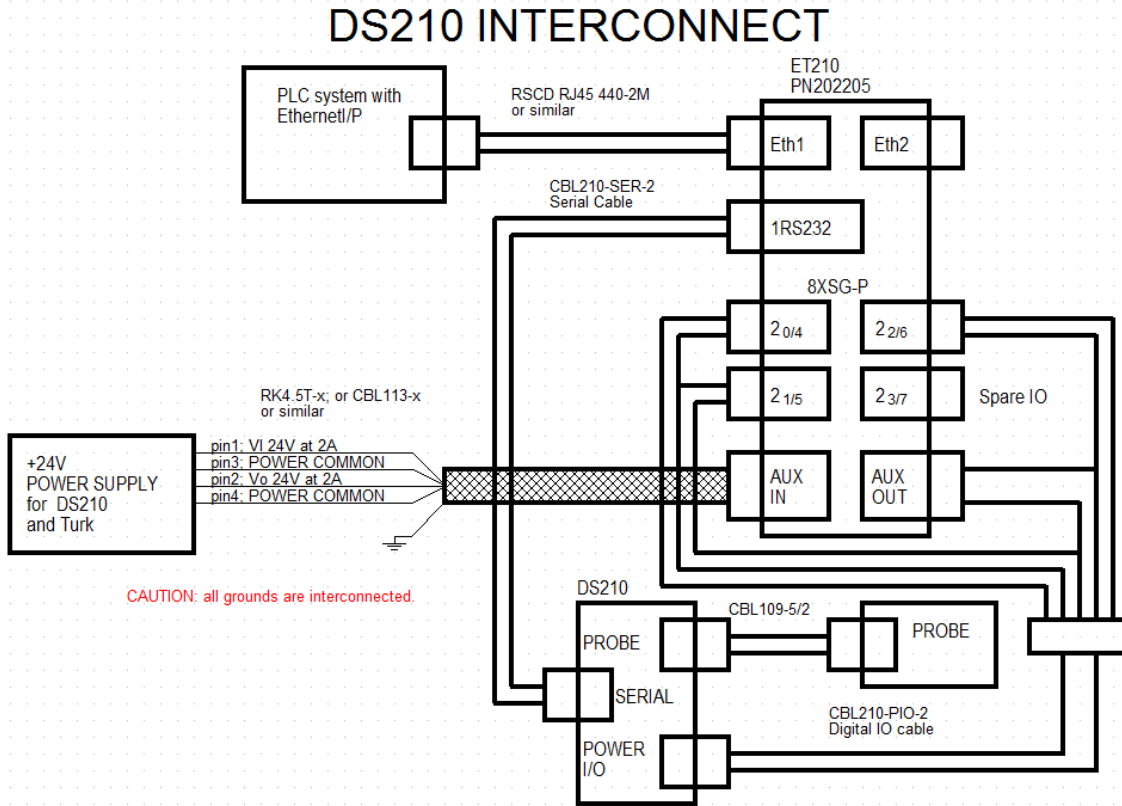 DS210 INTERCONNECT
ET210
PN202205
PLC system with
EthernetI/P
RSCD RJ45 440-2M
or similar
Eth1
Eth2
CBL210-SER-2
Serial Cable
1RS232
8XSG-P
2 0/4
2 2/6
2 1/5
2 3/7
Spare IO
RK4.5T-x; or CBL113-x
or similar
+24V
POWER SUPPLY
for DS210
and Turk
pin1; VI 24V at 2A
pin3; POWER COMMON
pin2; Vo 24V at 2A
pin4; POWER COMMON
AUX
IN
AUX
OUT
CAUTION: all grounds are interconnected.
DS210
CBL109-5/2
PROBE
PROBE
SERIAL
CBL210-PIO-2
Digital IO cable
POWER
I/O